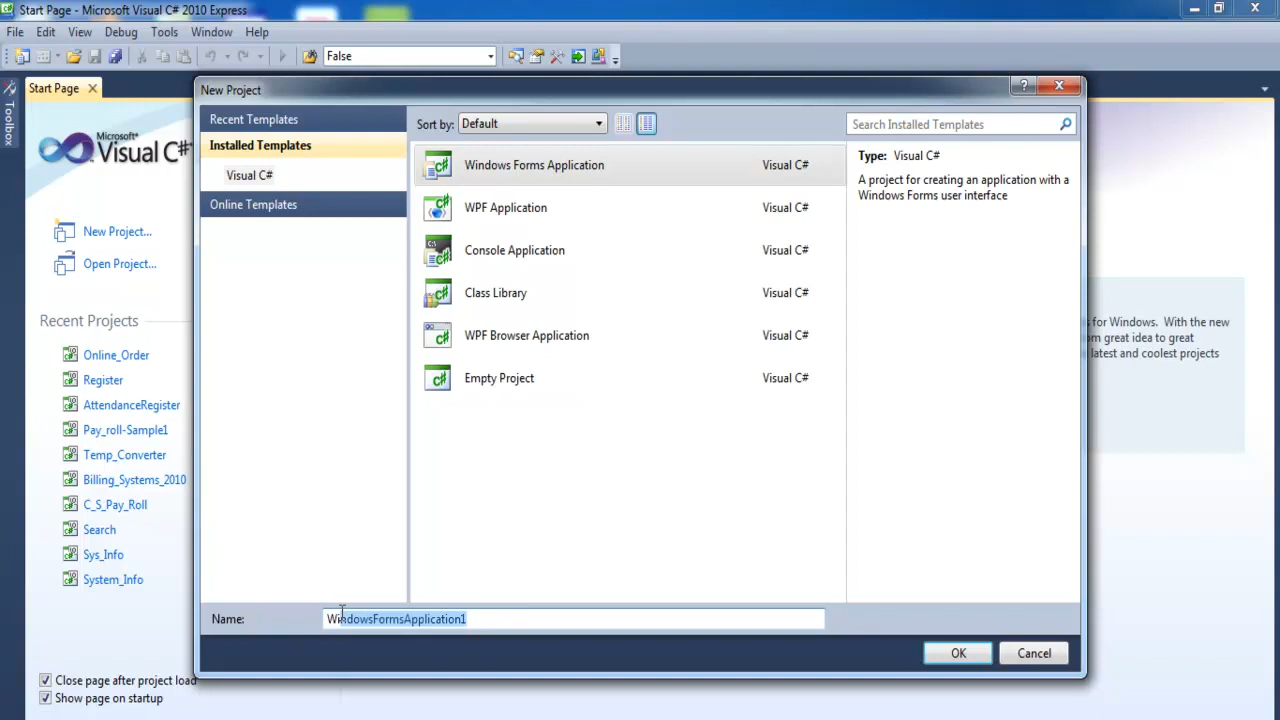 Start Page - Microsoft Visual C# 2010 Express
File Edit View Debug Tools Window Help
False
Toolbox
Start Page
Microsoft®
Visual C#
New Project...
Open Project...
Recent Projects
Online_Order
Register
AttendanceRegister
Pay_roll-Sample1
Temp_Converter
Billing_Systems_2010
C_S_Pay_Roll
Search
Sys_Info
System_Info
Close page after project load
Show page on startup
New Project
Recent Templates
Installed Templates
Visual C#
Online Templates
Sort by: Default
Search Installed Templates
Windows Forms Application Visual C#
WPF Application Visual C#
Console Application Visual C#
Class Library Visual C#
WPF Browser Application Visual C#
Empty Project Visual C#
Type: Visual C#
A project for creating an application with a
Windows Forms user interface
Name: WindowsFormsApplication1
OK Cancel
for Windows. With the new
om great idea to great
latest and coolest projects